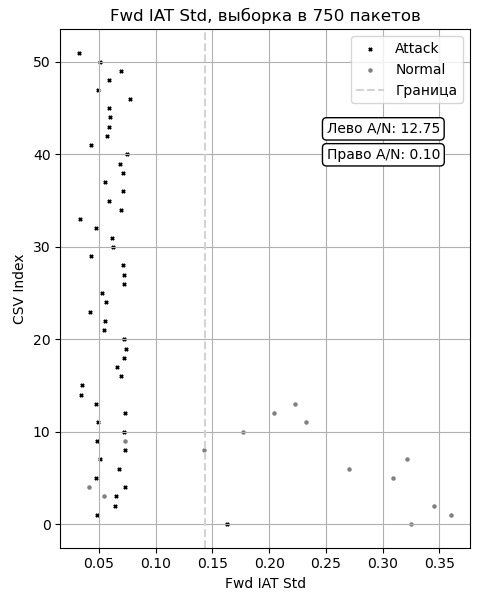 Fwd IAT Std, выборка в 750 пакетов
Attack
Normal
Граница
Лево A/N: 12.75
Право A/N: 0.10
50
40
30
20
10
0
CSV Index
0.05 0.10 0.15 0.20 0.25 0.30 0.35
Fwd IAT Std